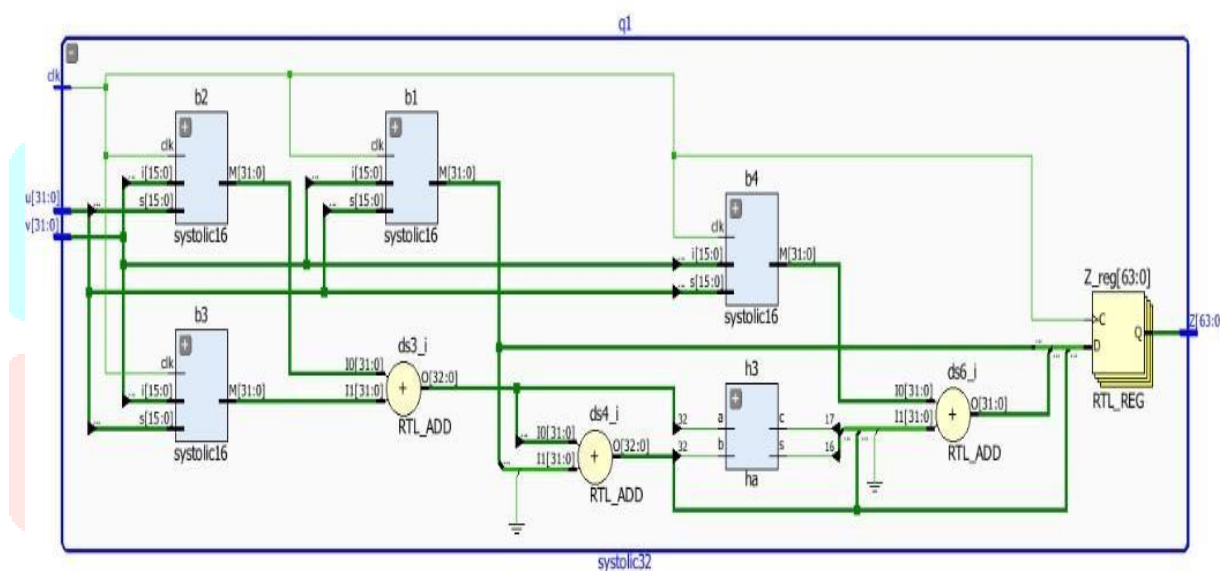 q1
clk
u[31:0]
v[31:0]
b2
clk
i[15:0]
s[15:0]
M[31:0]
systolic16
b1
clk
i[15:0]
s[15:0]
M[31:0]
systolic16
b4
clk
i[15:0]
s[15:0]
M[31:0]
systolic16
b3
clk
i[15:0]
s[15:0]
M[31:0]
systolic16
ds3_i
I0[31:0]
I1[31:0]
O[32:0]
RTL_ADD
ds4_i
I0[31:0]
I1[31:0]
O[32:0]
RTL_ADD
h3
32
a
c
17
32
b
s
16
ha
ds6_i
I0[31:0]
I1[31:0]
O[31:0]
RTL_ADD
Z_reg[63:0]
C
D
Q
RTL_REG
Z[63:0
systolic32